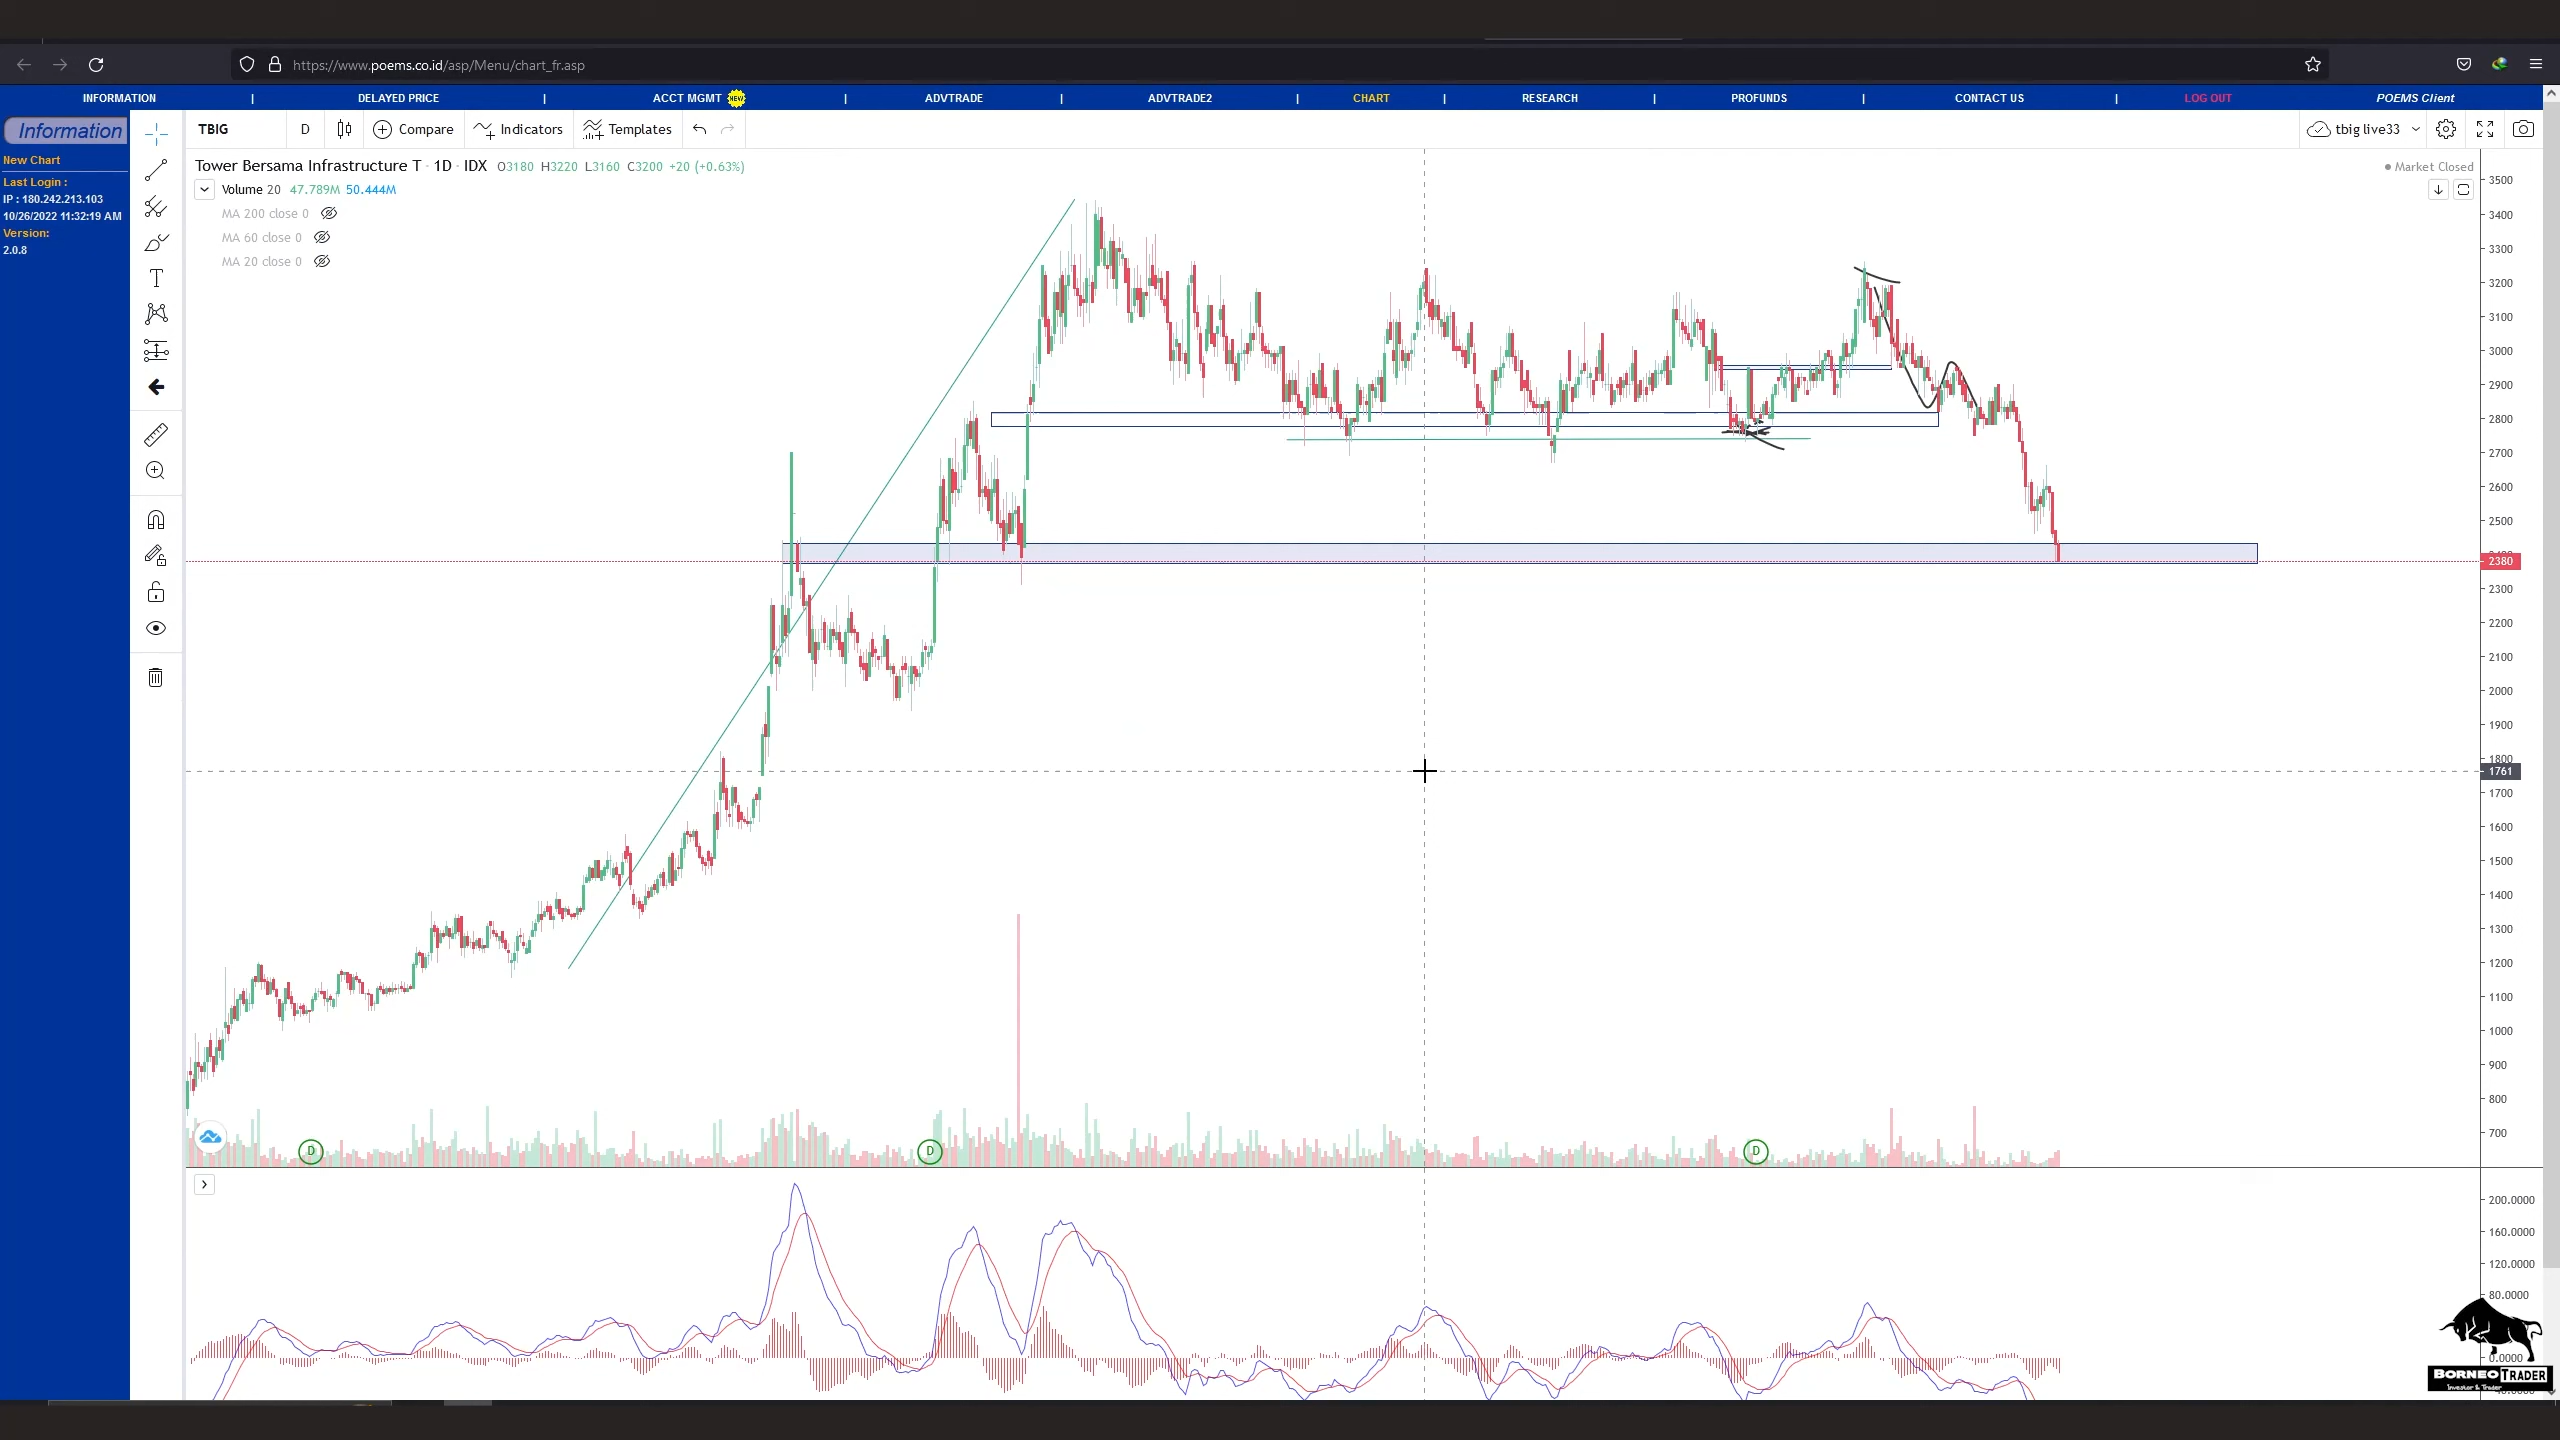 https://www.poems.co.id/asp/Menu/chart_fr.asp
INFORMATION | DELAYED PRICE | ACCT MGMT NEW | ADVTRADE | ADVTRADE2 | CHART | RESEARCH | PROFUNDS | CONTACT US | LOG OUT POEMS Client
Information
New Chart
Last Login :
IP : 180.242.213.103
10/26/2022 11:32:19 AM
Version:
2.0.8
TBIG D Compare Indicators Templates tbig live33
Tower Bersama Infrastructure T · 1D · IDX O3180 H3220 L3160 C3200 +20 (+0.63%)
Market Closed
Volume 20 47.789M 50.444M
MA 200 close 0
MA 60 close 0
MA 20 close 0
3500
3400
3300
3200
3100
3000
2900
2800
2700
2600
2500
2380
2300
2200
2100
2000
1900
1800
1761
1700
1600
1500
1400
1300
1200
1100
1000
900
800
700
D D D
200.0000
160.0000
120.0000
80.0000
0.0000
BORNEO TRADER
Investor & Trader